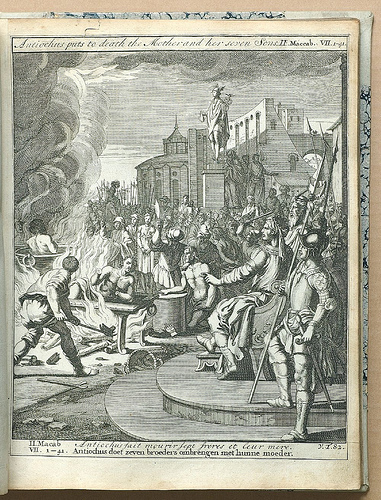 Antiochus puts to death the Mother and her seven Sons. II Maccab. VII. 1-41.
II. Macab
VII. 1-41.
Antiochus fait mourir sept freres et leur mere.
Antiochus doet zeven broeders ombrengen met hunne moeder.